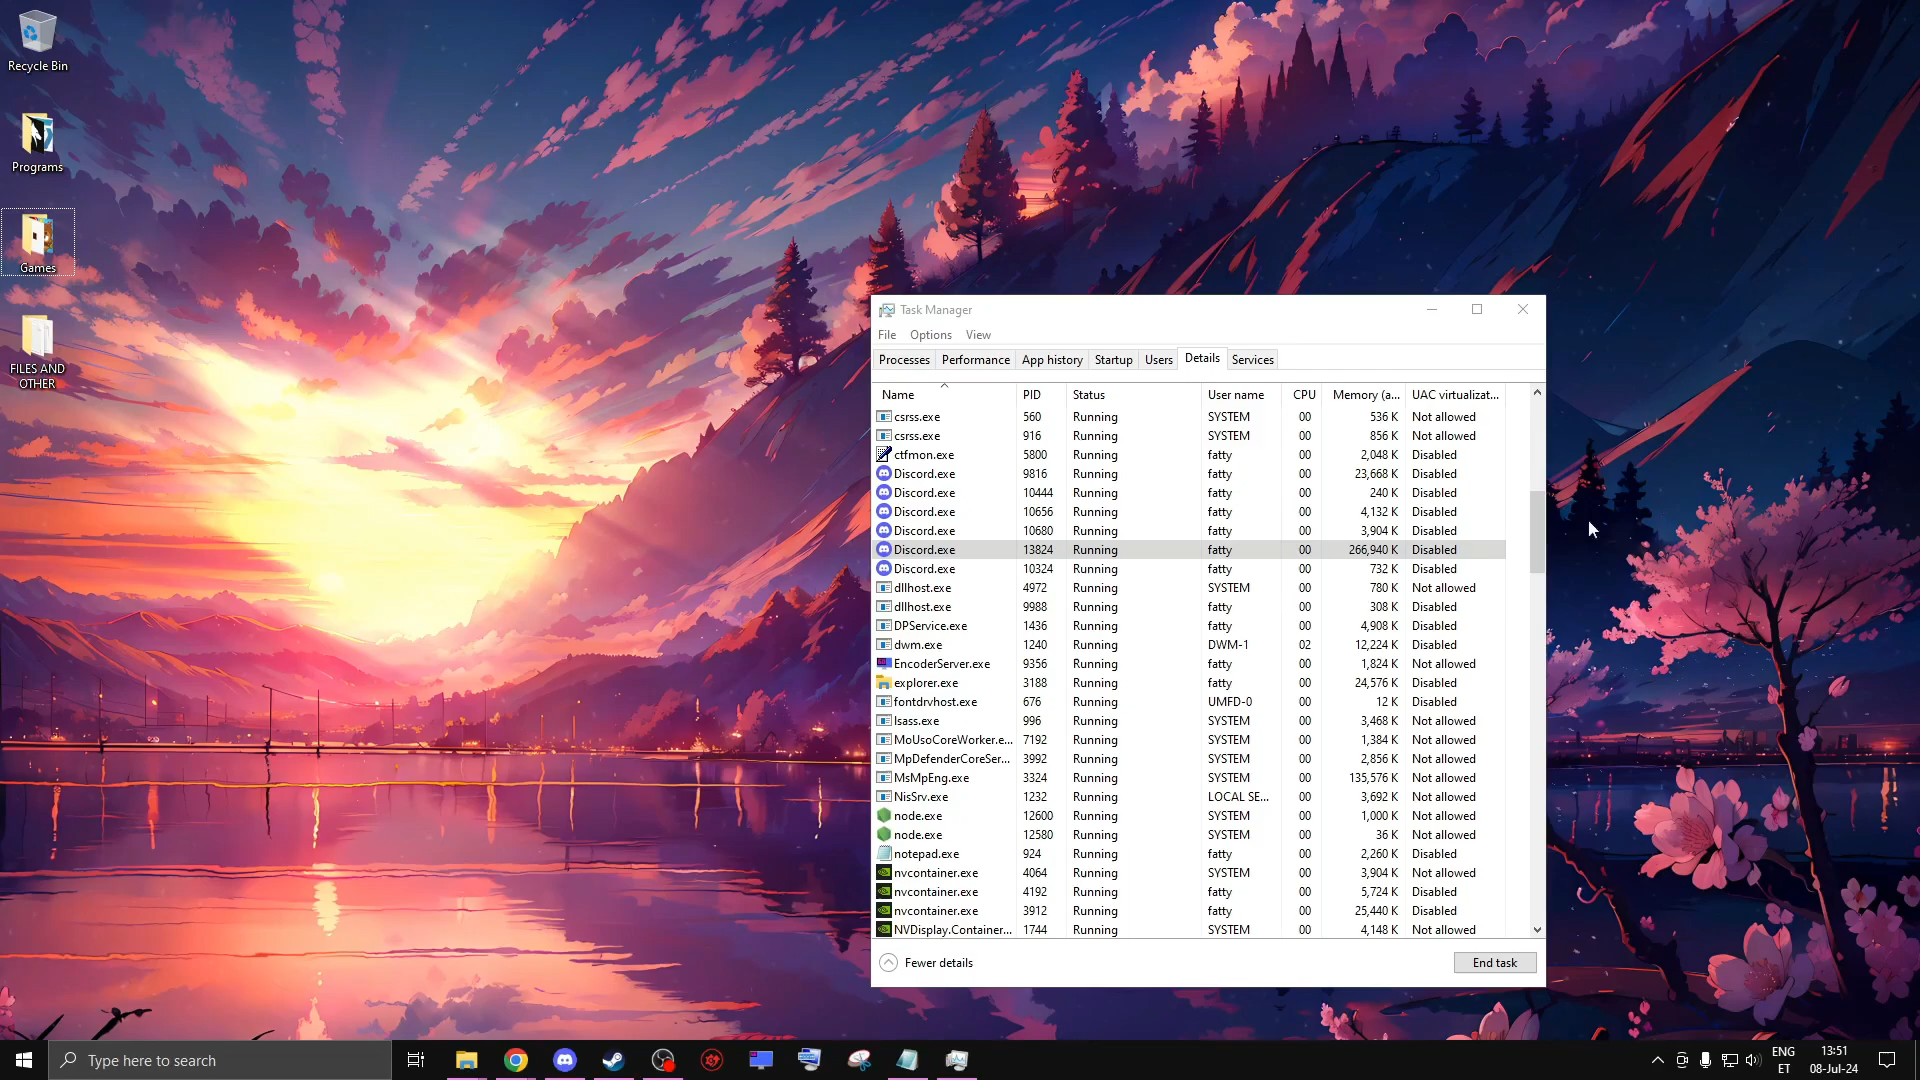 Recycle Bin
Programs
Games
FILES AND
OTHER
Task Manager
File Options View
Processes Performance App history Startup Users Details Services
Name PID Status User name CPU Memory (a... UAC virtualizat...
csrss.exe 560 Running SYSTEM 00 536 K Not allowed
csrss.exe 916 Running SYSTEM 00 856 K Not allowed
ctfmon.exe 5800 Running fatty 00 2,048 K Disabled
Discord.exe 9816 Running fatty 00 23,668 K Disabled
Discord.exe 10444 Running fatty 00 240 K Disabled
Discord.exe 10656 Running fatty 00 4,132 K Disabled
Discord.exe 10680 Running fatty 00 3,904 K Disabled
Discord.exe 13824 Running fatty 00 266,940 K Disabled
Discord.exe 10324 Running fatty 00 732 K Disabled
dllhost.exe 4972 Running SYSTEM 00 780 K Not allowed
dllhost.exe 9988 Running fatty 00 308 K Disabled
DPService.exe 1436 Running fatty 00 4,908 K Disabled
dwm.exe 1240 Running DWM-1 02 12,224 K Disabled
EncoderServer.exe 9356 Running fatty 00 1,824 K Not allowed
explorer.exe 3188 Running fatty 00 24,576 K Disabled
fontdrvhost.exe 676 Running UMFD-0 00 12 K Disabled
lsass.exe 996 Running SYSTEM 00 3,468 K Not allowed
MoUsoCoreWorker.e... 7192 Running SYSTEM 00 1,384 K Not allowed
MpDefenderCoreSer... 3992 Running SYSTEM 00 2,856 K Not allowed
MsMpEng.exe 3324 Running SYSTEM 00 135,576 K Not allowed
NisSrv.exe 1232 Running LOCAL SE... 00 3,692 K Not allowed
node.exe 12600 Running SYSTEM 00 1,000 K Not allowed
node.exe 12580 Running SYSTEM 00 36 K Not allowed
notepad.exe 924 Running fatty 00 2,260 K Disabled
nvcontainer.exe 4064 Running SYSTEM 00 3,904 K Not allowed
nvcontainer.exe 4192 Running fatty 00 5,724 K Disabled
nvcontainer.exe 3912 Running fatty 00 25,440 K Disabled
NVDisplay.Container... 1744 Running SYSTEM 00 4,148 K Not allowed
Fewer details End task
Type here to search
ENG
ET
13:51
08-Jul-24